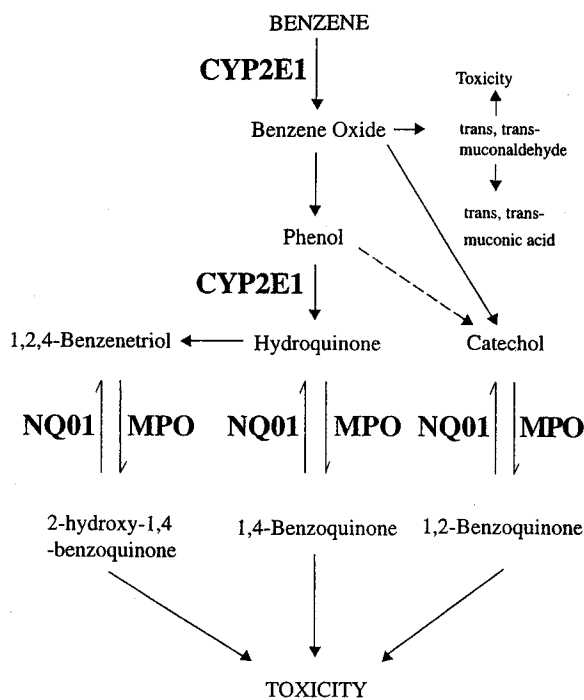 BENZENE
CYP2E1
Toxicity
Benzene Oxide
trans, trans-
muconaldehyde
trans, trans-
muconic acid
Phenol
CYP2E1
1,2,4-Benzenetriol
Hydroquinone
Catechol
NQ01
MPO
NQ01
MPO
NQ01
MPO
2-hydroxy-1,4
-benzoquinone
1,4-Benzoquinone
1,2-Benzoquinone
TOXICITY